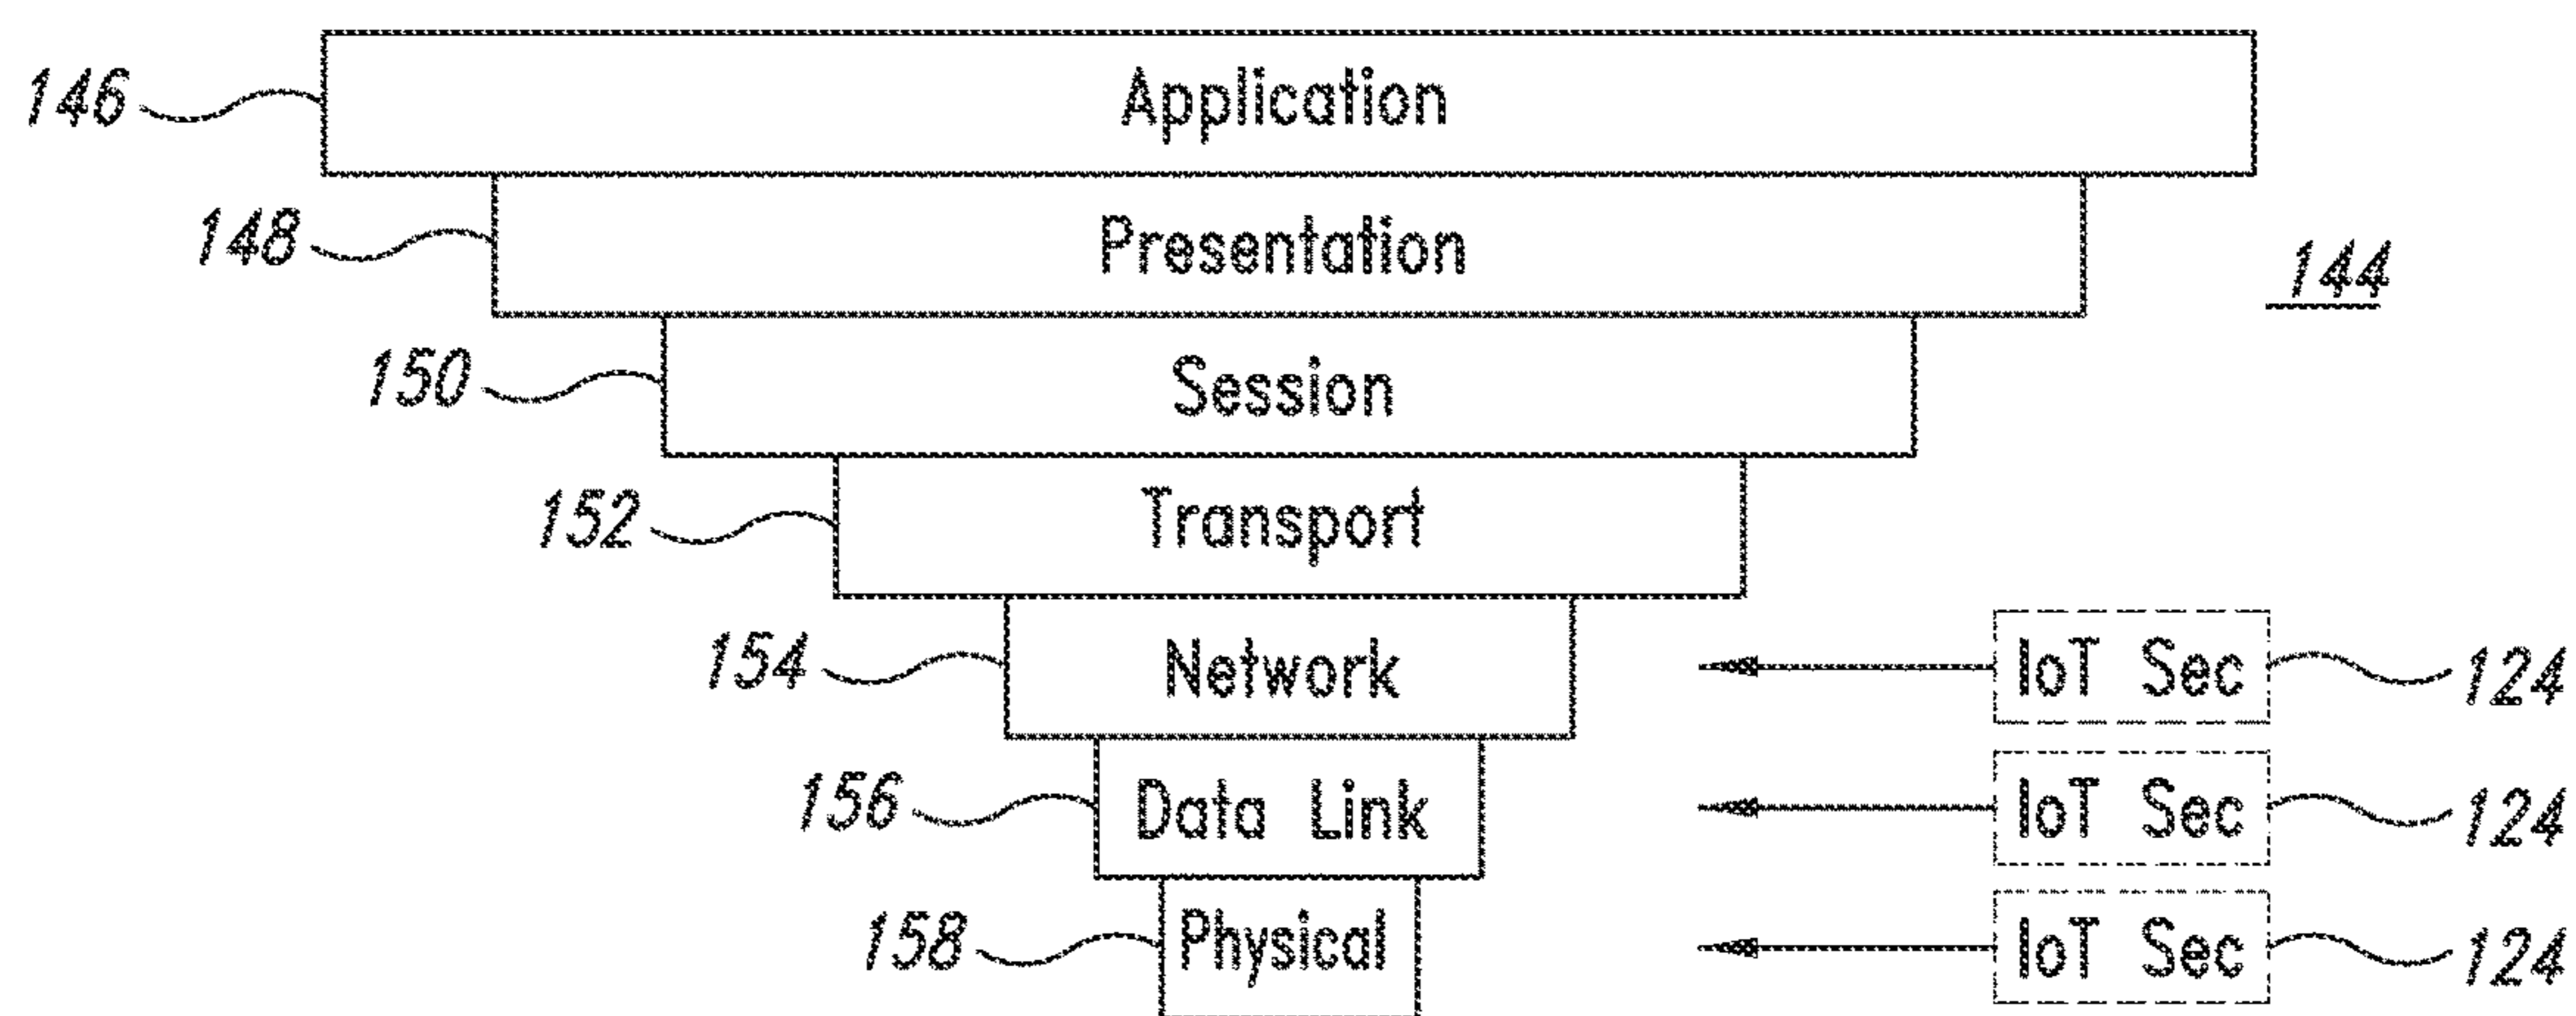 146 Application
148 Presentation
144
150 Session
152 Transport
154 Network IoT Sec 124
156 Data Link IoT Sec 124
158 Physical IoT Sec 124